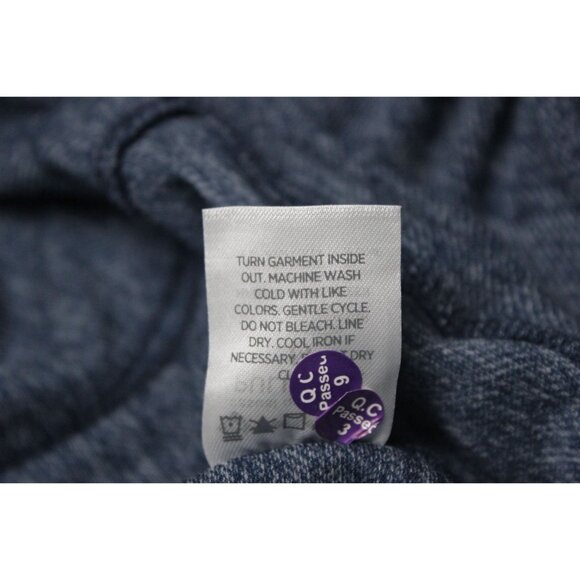 TURN GARMENT INSIDE
OUT. MACHINE WASH
COLD WITH LIKE
COLORS. GENTLE CYCLE.
DO NOT BLEACH. LINE
DRY. COOL IRON IF
NECESSARY. DRY
Q.C
Passed
9
Q.C
Passed
3